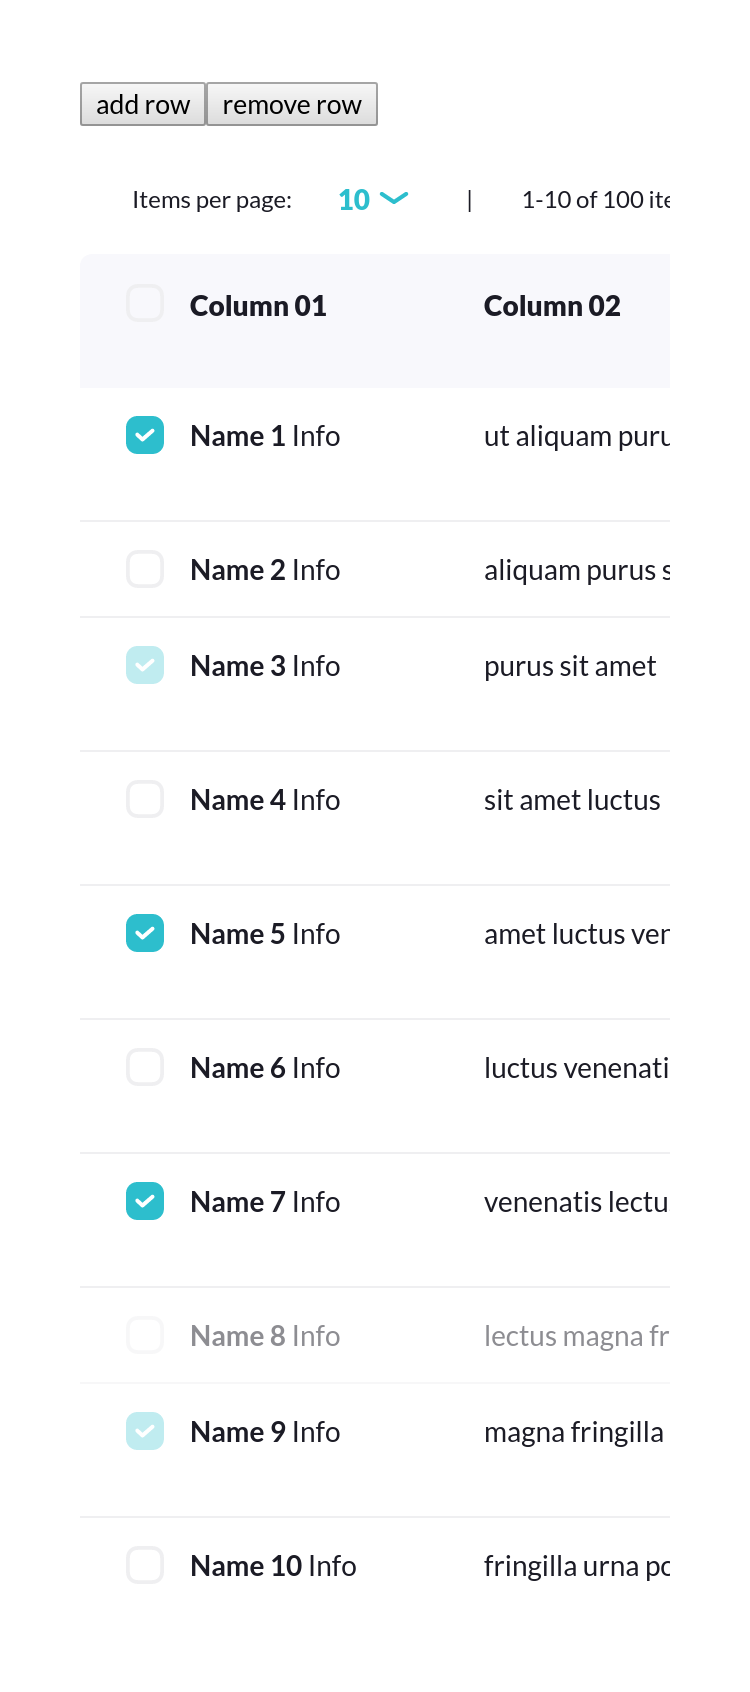 add row remove row
Items per page: 10 | 1-10 of 100 ite
Column 01 Column 02
Name 1 Info ut aliquam puru
Name 2 Info aliquam purus s
Name 3 Info purus sit amet
Name 4 Info sit amet luctus
Name 5 Info amet luctus ven
Name 6 Info luctus venenati
Name 7 Info venenatis lectu
Name 8 Info lectus magna fr
Name 9 Info magna fringilla
Name 10 Info fringilla urna po